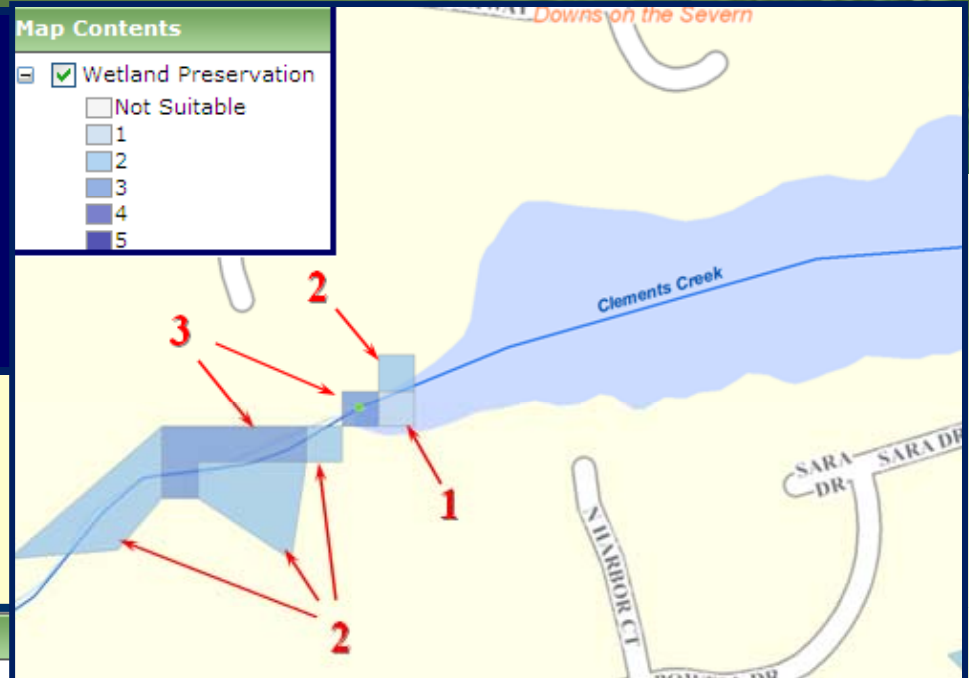 Map Contents
Wetland Preservation
Not Suitable
1
2
3
4
5
Downs on the Severn
Clements Creek
2
3
1
2
SARA DR
SARA DR
N HARBOR CT
DR